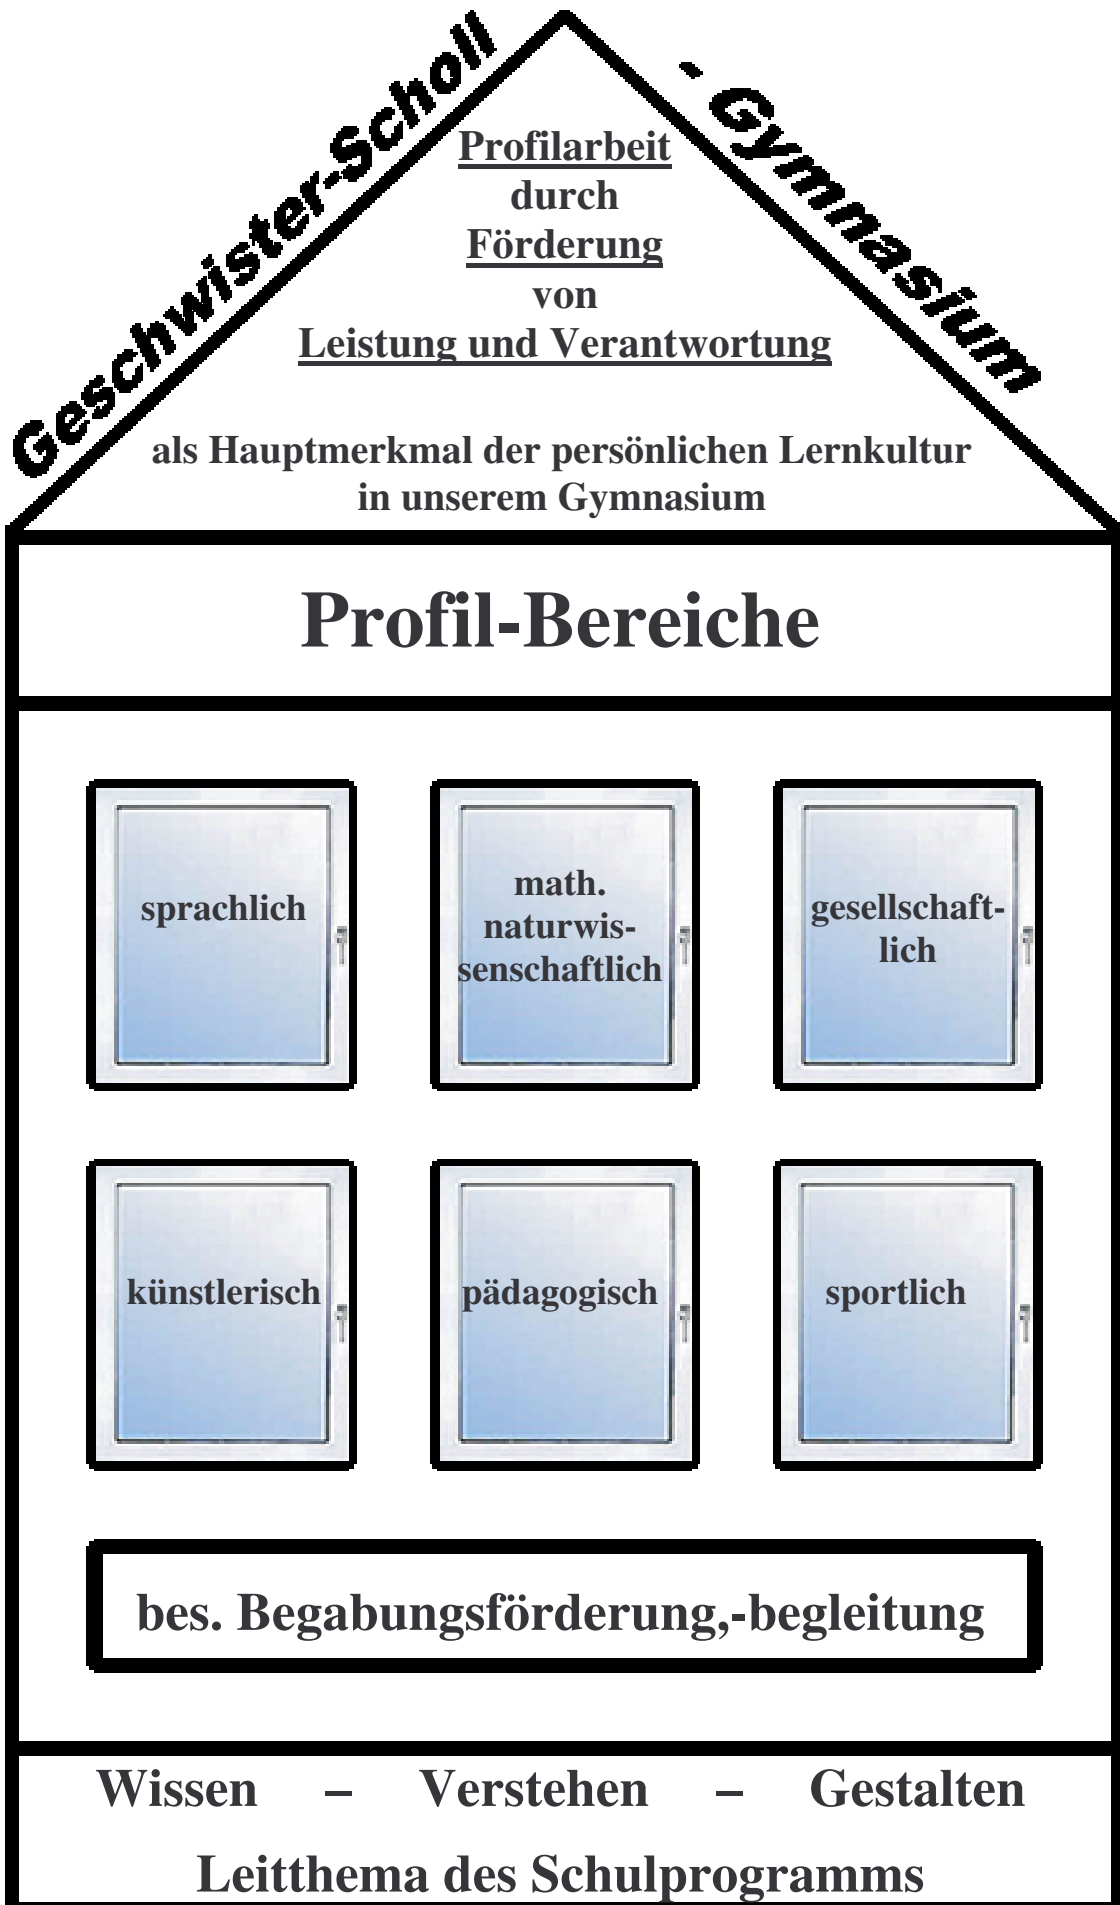 Geschwister-Scholl
- Gymnasium
Profilarbeit
durch
Förderung
von
Leistung und Verantwortung
als Hauptmerkmal der persönlichen Lernkultur
in unserem Gymnasium
Profil-Bereiche
sprachlich
math.
naturwis-
senschaftlich
gesellschaft-
lich
künstlerisch
pädagogisch
sportlich
bes. Begabungsförderung,-begleitung
Wissen – Verstehen – Gestalten
Leitthema des Schulprogramms